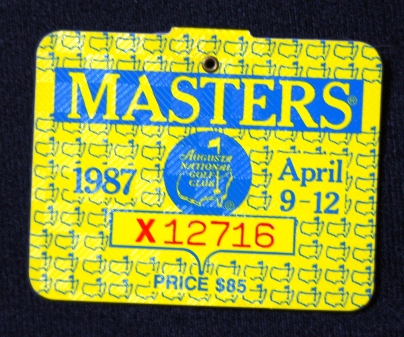 MASTERS®
AUGUSTA
NATIONAL
GOLF
CLUB
®
1987
April
9-12
X12716
PRICE $85